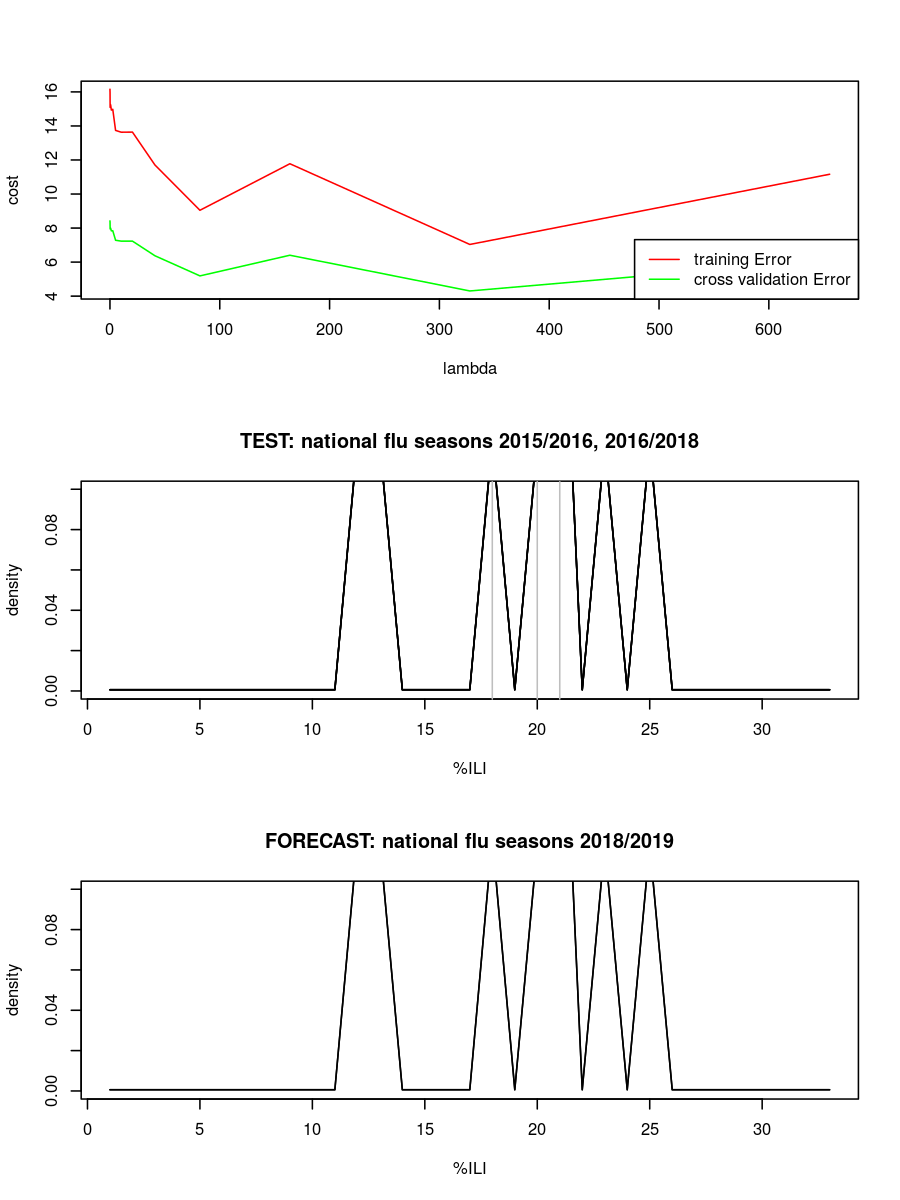 16
14
12
10
8
6
4
cost
training Error
cross validation Error
0 100 200 300 400 500 600
lambda
TEST: national flu seasons 2015/2016, 2016/2018
0.08
0.04
0.00
density
0 5 10 15 20 25 30
%ILI
FORECAST: national flu seasons 2018/2019
0.08
0.04
0.00
density
0 5 10 15 20 25 30
%ILI